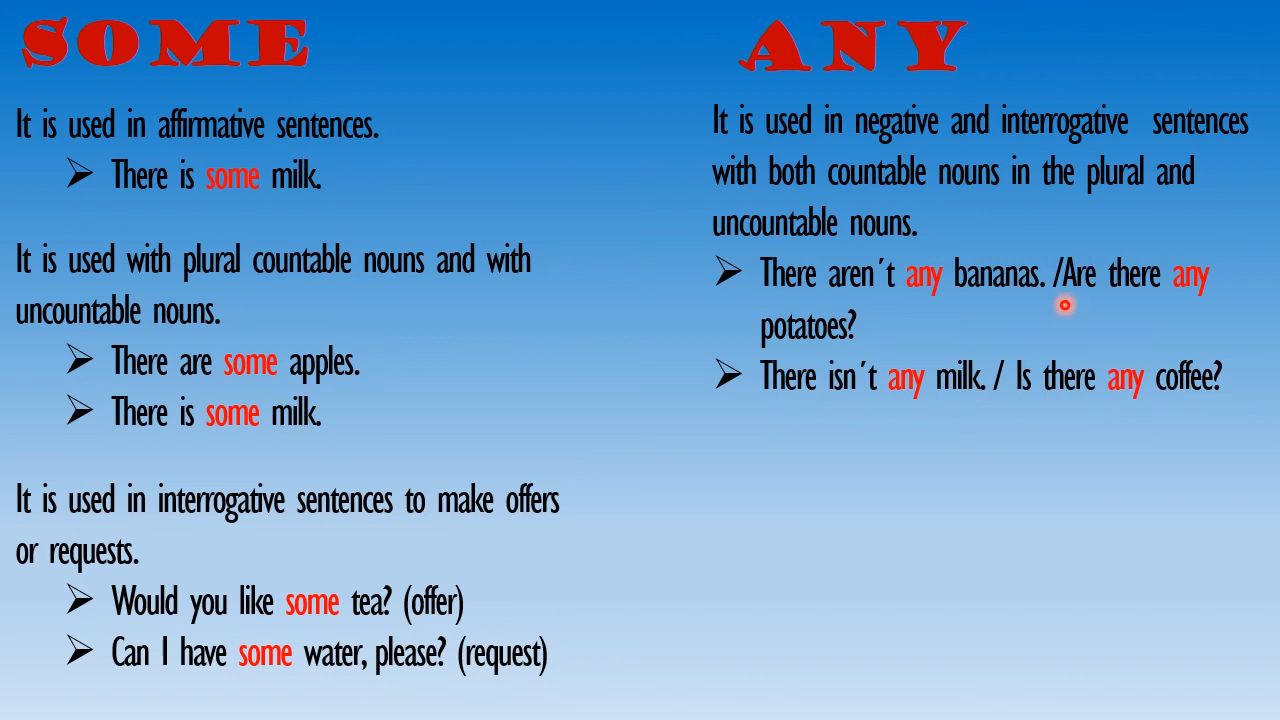 SOME
It is used in affirmative sentences.
➢ There is some milk.
It is used with plural countable nouns and with
uncountable nouns.
➢ There are some apples.
➢ There is some milk.
It is used in interrogative sentences to make offers
or requests.
➢ Would you like some tea? (offer)
➢ Can I have some water, please? (request)
ANY
It is used in negative and interrogative sentences
with both countable nouns in the plural and
uncountable nouns.
➢ There aren´t any bananas. /Are there any
potatoes?
➢ There isn´t any milk. / Is there any coffee?